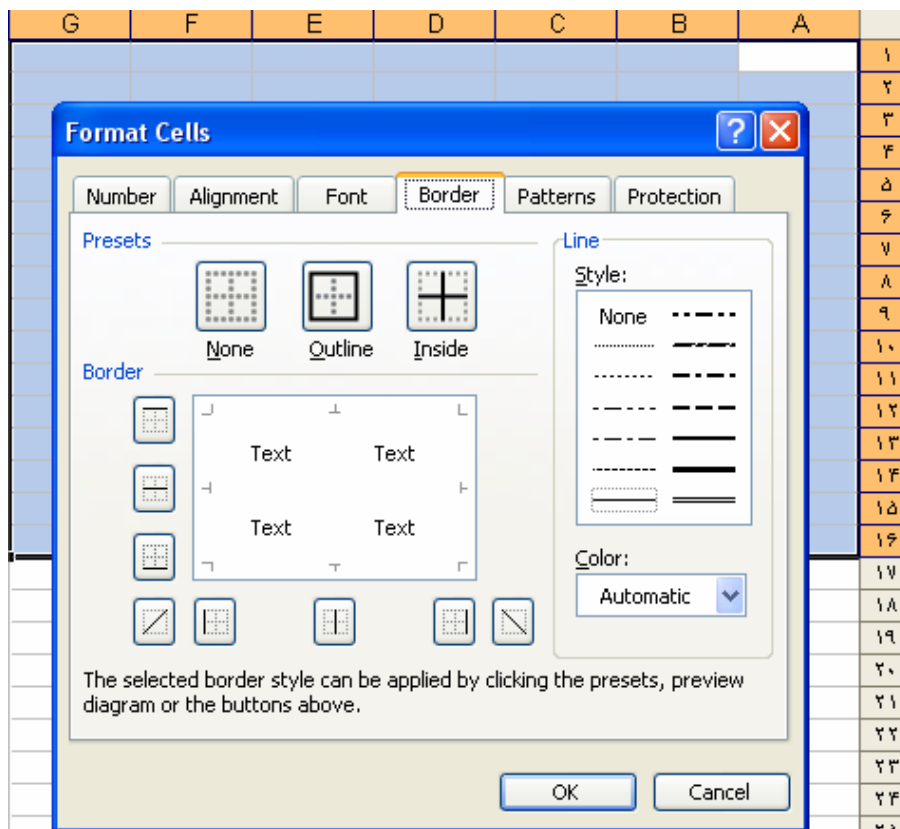 G F E D C B A
۱
۲
۳
۴
۵
۶
۷
۸
۹
۱۰
۱۱
۱۲
۱۳
۱۴
۱۵
۱۶
۱۷
۱۸
۱۹
۲۰
۲۱
۲۲
۲۳
۲۴
Format Cells
Number Alignment Font Border Patterns Protection
Presets
None Outline Inside
Border
Text Text
Text Text
Line
Style:
None
Color:
Automatic
The selected border style can be applied by clicking the presets, preview
diagram or the buttons above.
OK Cancel